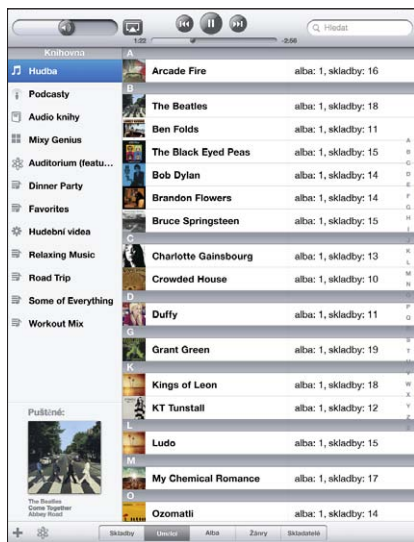 1:22
-2:56
Hledat
Knihovna
Hudba
Podcasty
Audio knihy
Mixy Genius
Auditorium (featu...
Dinner Party
Favorites
Hudební videa
Relaxing Music
Road Trip
Some of Everything
Workout Mix
Puštěné:
The Beatles
Come Together
Abbey Road
A
Arcade Fire alba: 1, skladby: 16
B
The Beatles alba: 1, skladby: 18
Ben Folds alba: 1, skladby: 11
The Black Eyed Peas alba: 1, skladby: 15
Bob Dylan alba: 1, skladby: 14
Brandon Flowers alba: 1, skladby: 14
Bruce Springsteen alba: 1, skladby: 15
C
Charlotte Gainsbourg alba: 1, skladby: 13
Crowded House alba: 1, skladby: 10
D
Duffy alba: 1, skladby: 11
G
Grant Green alba: 1, skladby: 19
K
Kings of Leon alba: 1, skladby: 18
KT Tunstall alba: 1, skladby: 12
L
Ludo alba: 1, skladby: 15
M
My Chemical Romance alba: 1, skladby: 17
O
Ozomatli alba: 1, skladby: 14
Skladby Umělci Alba Žánry Skladatelé